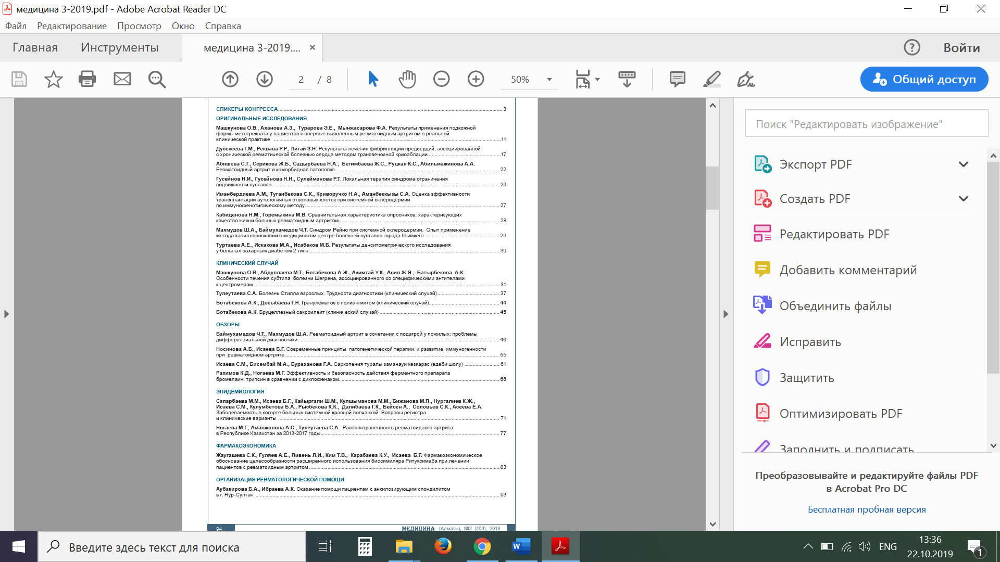 медицина 3-2019.pdf - Adobe Acrobat Reader DC
Файл Редактирование Просмотр Окно Справка
Главная Инструменты медицина 3-2019.... × ? Войти
2 / 8 50% Общий доступ
СПИКЕРЫ КОНГРЕССА 3
ОРИГИНАЛЬНЫЕ ИССЛЕДОВАНИЯ
Машкунова О.В., Аханова А.З., Турарова Э.Е., Мынжасарова Ф.А. Результаты применения подкожной
формы метотрексата у пациентов с впервые выявленным ревматоидным артритом в реальной
клинической практике 11
Дусекеева Г.М., Реквава Р.Р., Лигай З.Н. Результаты лечения фибрилляции предсердий, ассоциированной
с хронической ревматической болезнью сердца методом трансвенозной криоаблации 17
Абишева С.Т., Серикова Ж.Б., Садырбаева Н.А., Бегимбаева Ж.С., Руцкая К.С., Абильмажинова А.А.
Ревматоидный артрит и коморбидная патология 22
Гусейнов Н.И., Гусейнова Н.Н., Сулейманова Р.Т. Локальная терапия синдрома ограничения
подвижности суставов 26
Иманбердиева А.М., Туганбекова С.К., Криворучко Н.А., Аманбеккызы С.А. Оценка эффективности
трансплантации аутологичных стволовых клеток при системной склеродермии
по иммунофенотипическому методу 27
Кабиденова Н.М., Горемыкина М.В. Сравнительная характеристика опросников, характеризующих
качество жизни больных ревматоидным артритом 28
Махмудов Ш.А., Баймухамедов Ч.Т. Синдром Рейно при системной склеродермии. Опыт применение
метода капилляроскопии в медицинском центре болезней суставов города Шымкент 29
Туртаева А.Е., Искакова М.А., Исабеков М.Б. Результаты денситометрического исследования
у больных сахарным диабетом 2 типа 30
КЛИНИЧЕСКИЙ СЛУЧАЙ
Машкунова О.В., Абдуллаева М.Т., Ботабекова А.Ж., Азимтай У.К., Асил Ж.Я., Батырбекова А.К.
Особенности течения субтипа болезни Шегрена, ассоциированного со специфическими антителами
к центромерам 31
Тулеутаева С.А. Болезнь Стилла взрослых. Трудности диагностики (клинический случай) 37
Ботабекова А.К., Досыбаева Г.Н. Гранулематоз с полиангиитом (клинический случай) 44
Ботабекова А.К. Бруцеллезный сакроилеит (клинический случай) 45
ОБЗОРЫ
Баймухамедов Ч.Т., Махмудов Ш.А. Ревматоидный артрит в сочетании с подагрой у пожилых: проблемы
дифференциальной диагностики 46
Носинова А.Б., Исаева Б.Г. Современные принципы патогенетической терапии и развитие иммуногенности
при ревматоидном артрите 55
Исаева С.М., Бисембай М.А., Бураханова Г.А. Саркопения туралы заманауи көзқарас (әдеби шолу) 61
Рахимов К.Д., Ногаева М.Г. Эффективность и безопасность действия ферментного препарата
бромелаин, трипсин в сравнении с диклофенаком 66
ЭПИДЕМИОЛОГИЯ
Сапарбаева М.М., Исаева Б.Г., Кайыргали Ш.М., Кулшыманова М.М., Бижанова М.П., Нургалиев К.Ж.,
Исаева С.М., Кулумбетова Б.А., Рысбекова К.К., Далибаева Г.К., Бейсен А., Соловьев С.К., Асеева Е.А.
Заболеваемость в когорте больных системной красной волчанкой. Вопросы регистра
и клинические варианты 71
Ногаева М.Г., Аманжолова А.С., Тулеутаева С.А. Распространенность ревматоидного артрита
в Республике Казахстан за 2013-2017 годы 77
ФАРМАКОЭКОНОМИКА
Жаугашева С.К., Гуляев А.Е., Пивень Л.И., Ким Т.В., Карабаева К.У., Исаева Б.Г. Фармакоэкономическое
обоснование целесообразности расширенного использования биосимиляра Ритуксимаба при лечении
пациентов с ревматоидным артритом 83
ОРГАНИЗАЦИЯ РЕВМАТОЛОГИЧЕСКОЙ ПОМОЩИ
Аубакирова Б.А., Ибраева А.К. Оказание помощи пациентам с анкилозирующим спондилитом
в г. Нур-Султан 93
94 МЕДИЦИНА (Алматы), №2 (200), 2019
Поиск "Редактировать изображение"
Экспорт PDF
Создать PDF
Редактировать PDF
Добавить комментарий
Объединить файлы
Исправить
Защитить
Оптимизировать PDF
Заполнить и подписать
Преобразовывайте и редактируйте файлы PDF
в Acrobat Pro DC
Бесплатная пробная версия
Введите здесь текст для поиска
ENG
13:36
22.10.2019
1